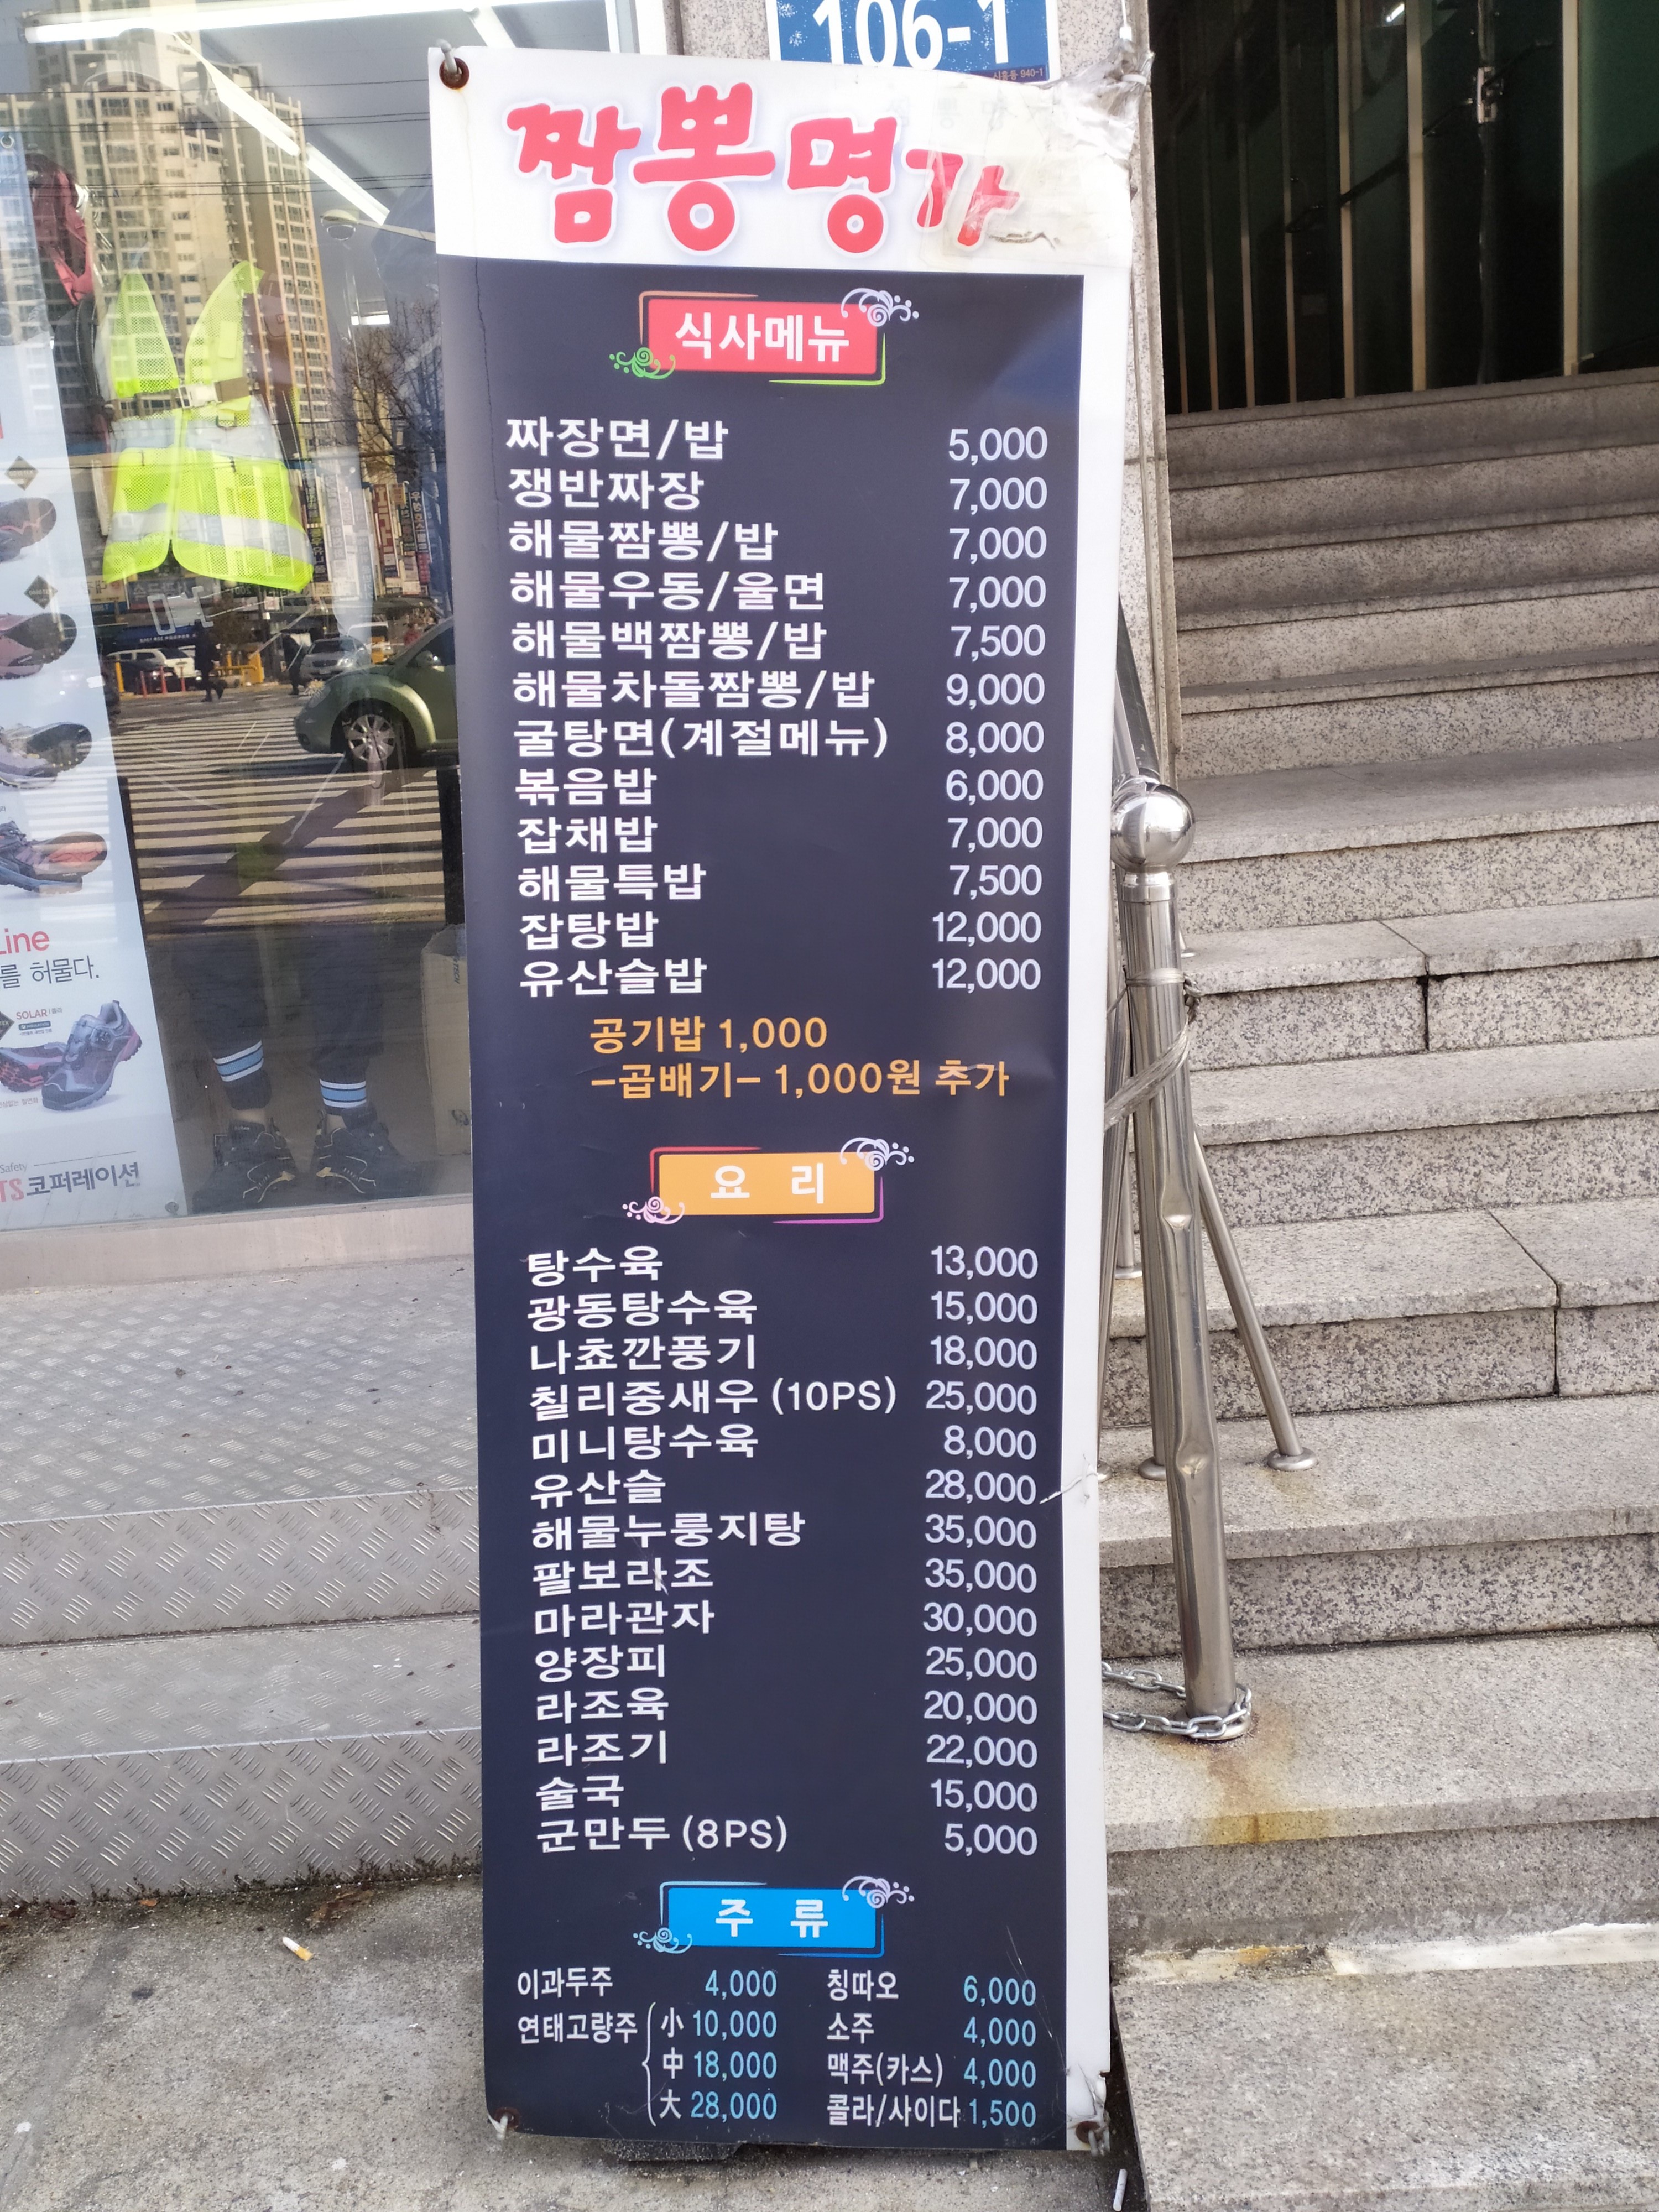 106-1
신흥동 940-1
짬뽕명가
식사메뉴
짜장면/밥 5,000
쟁반짜장 7,000
해물짬뽕/밥 7,000
해물우동/울면 7,000
해물백짬뽕/밥 7,500
해물차돌짬뽕/밥 9,000
굴탕면(계절메뉴) 8,000
볶음밥 6,000
잡채밥 7,000
해물특밥 7,500
잡탕밥 12,000
유산슬밥 12,000
공기밥 1,000
-곱배기- 1,000원 추가
요 리
탕수육 13,000
광동탕수육 15,000
나쵸깐풍기 18,000
칠리중새우 (10PS) 25,000
미니탕수육 8,000
유산슬 28,000
해물누룽지탕 35,000
팔보라조 35,000
마라관자 30,000
양장피 25,000
라조육 20,000
라조기 22,000
술국 15,000
군만두 (8PS) 5,000
주 류
이과두주 4,000 칭따오 6,000
연태고량주 小 10,000 소주 4,000
中 18,000 맥주(카스) 4,000
大 28,000 콜라/사이다 1,500
Line
를 허물다.
SOLAR
Safety
TS 코퍼레이션